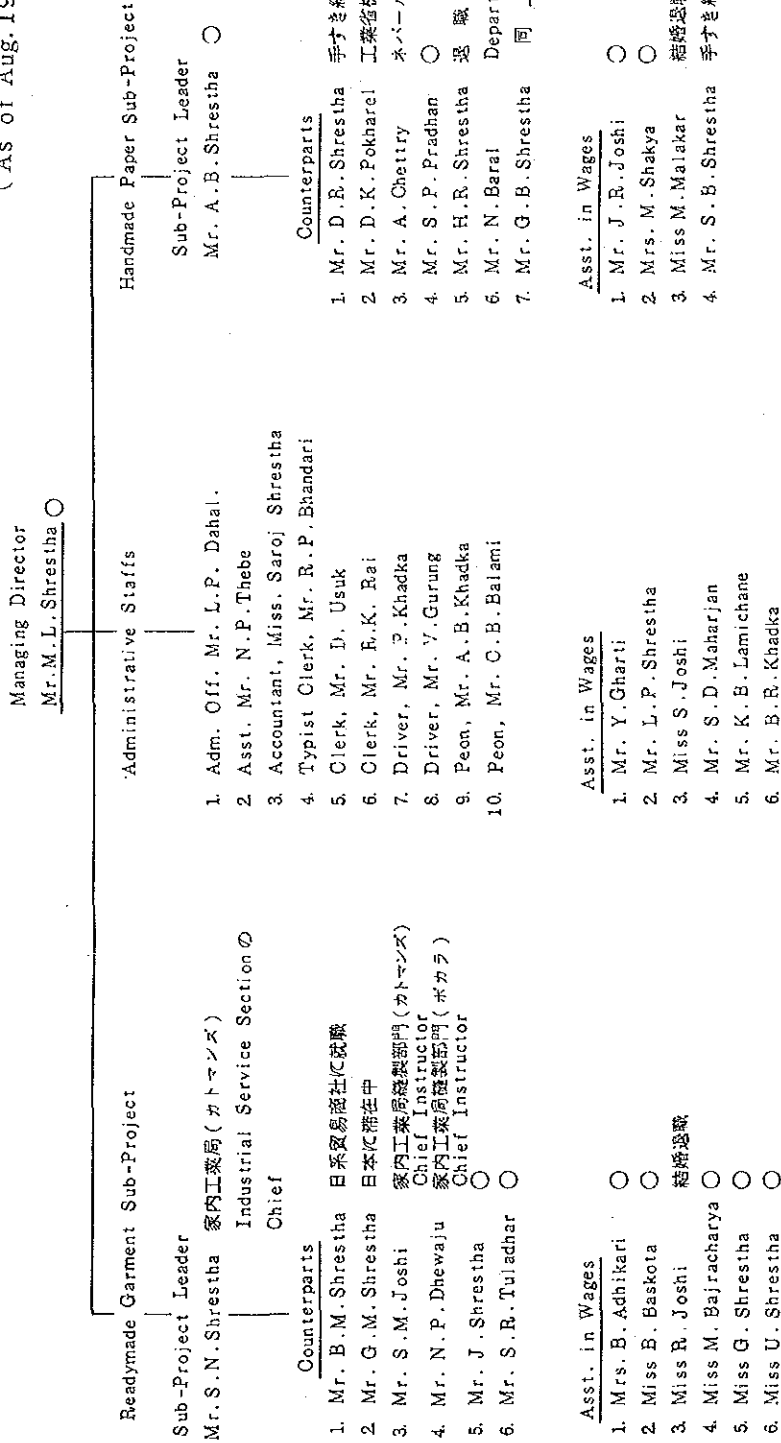 (As of Aug. 19
Managing Director
Mr. M. L. Shrestha ○
Readymade Garment Sub-Project
Sub-Project Leader
Mr. S. N. Shrestha 家内工業局(カトマンズ)
Industrial Service Sectionの
Chief
Counterparts
1. Mr. B. M. Shrestha 日系貿易商社に就職
2. Mr. G. M. Shrestha 日本に滞在中
3. Mr. S. M. Joshi 家内工業局縫製部門(カトマンズ)
Chief Instructor
4. Mr. N. P. Dhewaju 家内工業局縫製部門(ポカラ)
Chief Instructor
5. Mr. J. Shrestha ○
6. Mr. S. R. Tuladhar ○
Asst. in Wages
1. Mrs. B. Adhikari ○
2. Miss B. Baskota ○
3. Miss R. Joshi 結婚退職
4. Miss M. Bajracharya ○
5. Miss G. Shrestha ○
6. Miss U. Shrestha ○
Administrative Staffs
1. Adm. Off. Mr. L. P. Dahal.
2. Asst. Mr. N. P. Thebe
3. Accountant, Miss. Saroj Shrestha
4. Typist Clerk, Mr. R. P. Bhandari
5. Clerk, Mr. D. Usuk
6. Clerk, Mr. R. K. Rai
7. Driver, Mr. P. Khadka
8. Driver, Mr. V. Gurung
9. Peon, Mr. A. B. Khadka
10. Peon, Mr. C. B. Balami
Asst. in Wages
1. Mr. Y. Gharti
2. Mr. L. P. Shrestha
3. Miss S. Joshi
4. Mr. S. D. Maharjan
5. Mr. K. B. Lamichane
6. Mr. B. R. Khadka
Handmade Paper Sub-Project
Sub-Project Leader
Mr. A. B. Shrestha ○
Counterparts
1. Mr. D. R. Shrestha 手すき
2. Mr. D. K. Pokharel 工業省
3. Mr. A. Chettry ネパール
4. Mr. S. P. Pradhan ○
5. Mr. H. R. Shrestha 退職
6. Mr. N. Baral Depar
7. Mr. G. B. Shrestha 同
Asst. in Wages
1. Mr. J. R. Joshi ○
2. Mrs. M. Shakya ○
3. Miss M. Malakar 結婚退
4. Mr. S. B. Shrestha 手すき